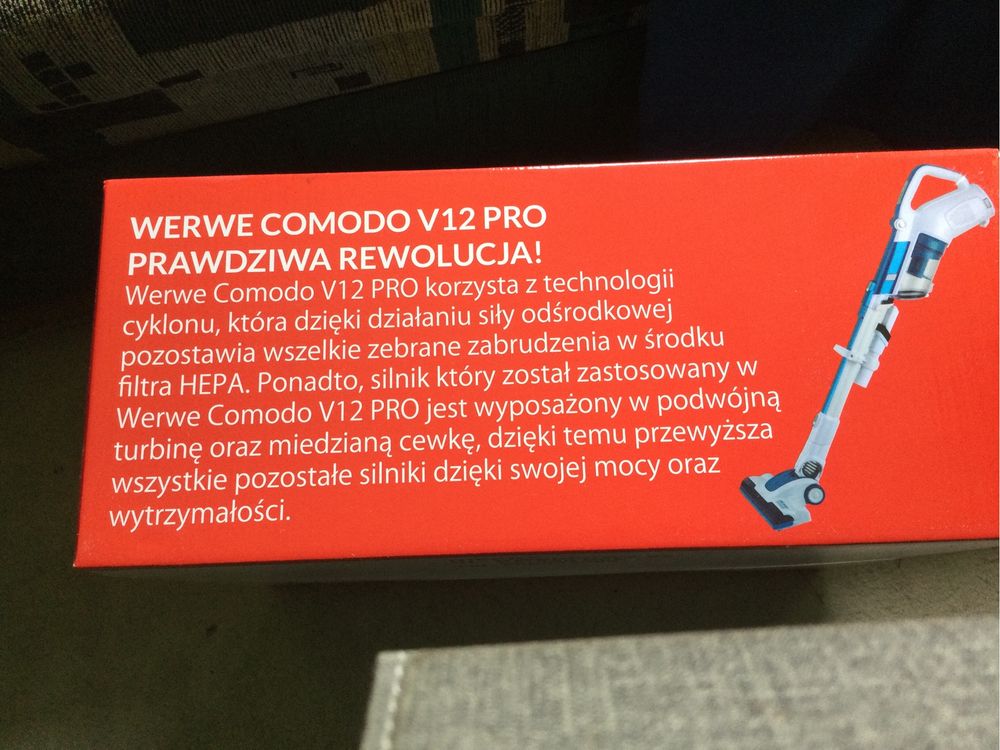 WERWE COMODO V12 PRO
PRAWDZIWA REWOLUCJA!
Werwe Comodo V12 PRO korzysta z technologii
cyklonu, która dzięki działaniu siły odśrodkowej
pozostawia wszelkie zebrane zabrudzenia w środku
filtra HEPA. Ponadto, silnik który został zastosowany w
Werwe Comodo V12 PRO jest wyposażony w podwójną
turbinę oraz miedzianą cewkę, dzięki temu przewyższa
wszystkie pozostałe silniki dzięki swojej mocy oraz
wytrzymałości.